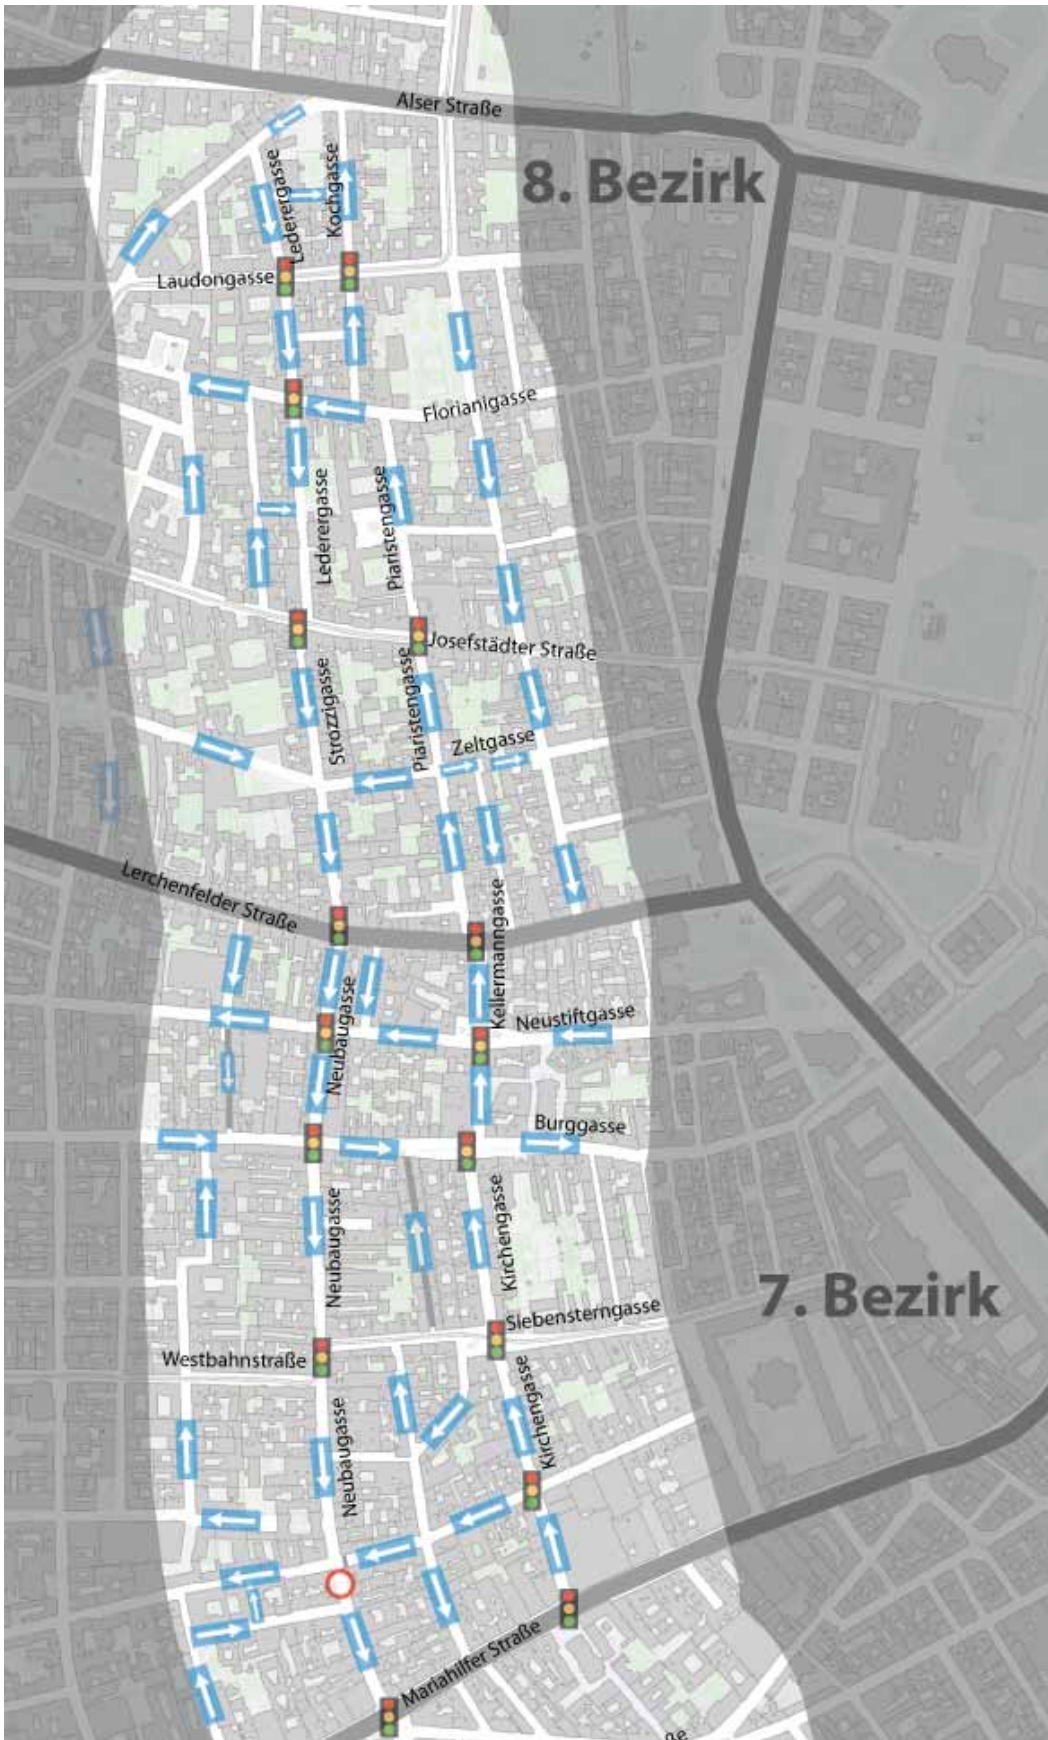 Alser Straße
8. Bezirk
Lederergasse
Kochgasse
Laudongasse
Florianigasse
Lederergasse
Piaristengasse
Josefstädter Straße
Strozzigasse
Piaristengasse
Zeltgasse
Lerchenfelder Straße
Kellermanngasse
Neubaugasse
Neustiftgasse
Burggasse
Neubaugasse
Kirchengasse
7. Bezirk
Siebensterngasse
Westbahnstraße
Kirchengasse
Neubaugasse
Mariahilfer Straße
ße